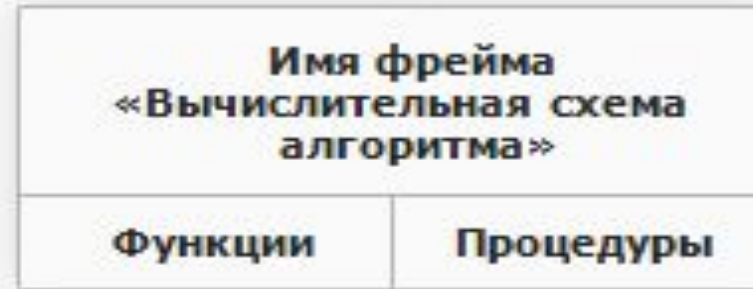 Имя фрейма
«Вычислительная схема
алгоритма»
Функции Процедуры